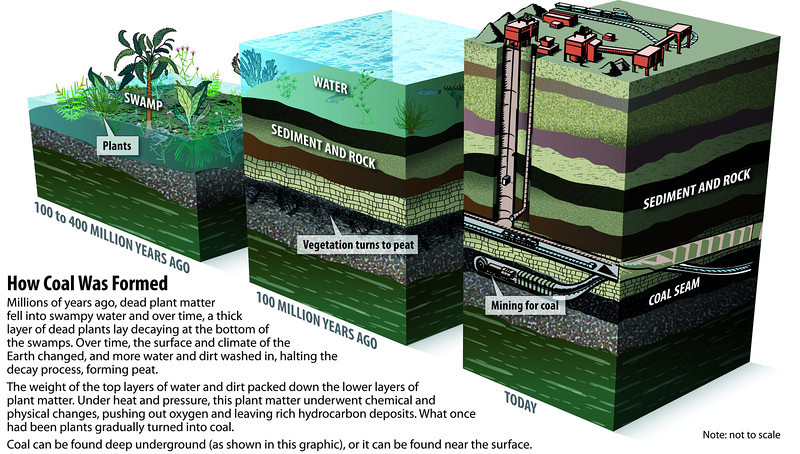 SWAMP
Plants
100 to 400 MILLION YEARS AGO
WATER
SEDIMENT AND ROCK
Vegetation turns to peat
100 MILLION YEARS AGO
SEDIMENT AND ROCK
COAL SEAM
Mining for coal
TODAY
How Coal Was Formed
Millions of years ago, dead plant matter
fell into swampy water and over time, a thick
layer of dead plants lay decaying at the bottom of
the swamps. Over time, the surface and climate of the
Earth changed, and more water and dirt washed in, halting the
decay process, forming peat.
The weight of the top layers of water and dirt packed down the lower layers of
plant matter. Under heat and pressure, this plant matter underwent chemical and
physical changes, pushing out oxygen and leaving rich hydrocarbon deposits. What once
had been plants gradually turned into coal.
Coal can be found deep underground (as shown in this graphic), or it can be found near the surface.
Note: not to scale